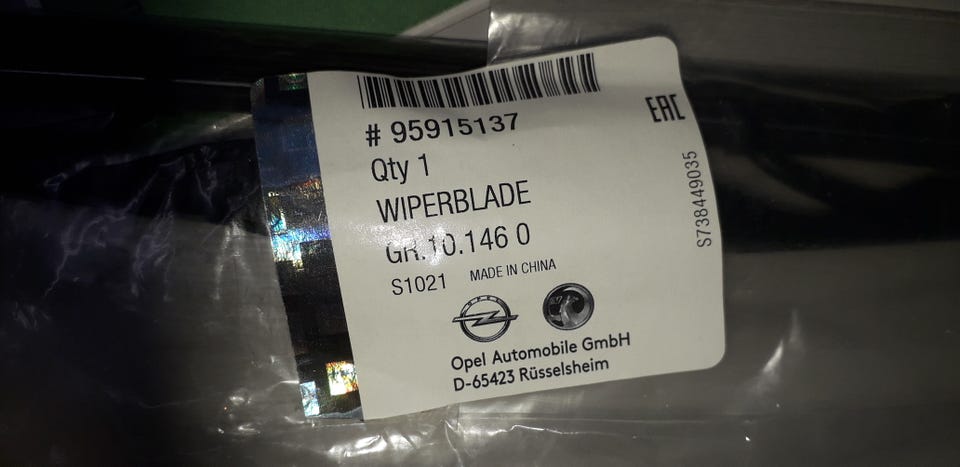 # 95915137
Qty 1
WIPERBLADE
GR.10.146 0
S1021 MADE IN CHINA
OPEL
Opel Automobile GmbH
D-65423 Rüsselsheim
EAC
S738449035